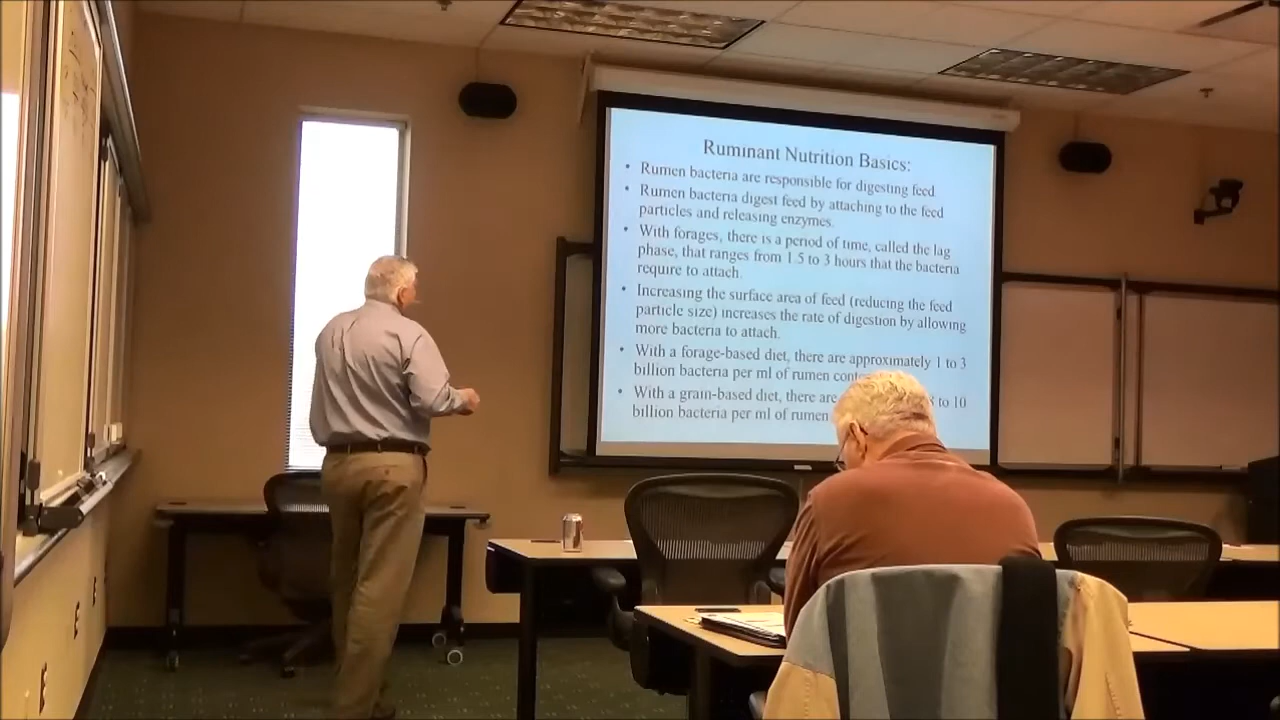 Ruminant Nutrition Basics:
• Rumen bacteria are responsible for digesting feed.
• Rumen bacteria digest feed by attaching to the feed
particles and releasing enzymes.
• With forages, there is a period of time, called the lag
phase, that ranges from 1.5 to 3 hours that the bacteria
require to attach.
• Increasing the surface area of feed (reducing the feed
particle size) increases the rate of digestion by allowing
more bacteria to attach.
• With a forage-based diet, there are approximately 1 to 3
billion bacteria per ml of rumen
• With a grain-based diet, there are to 10
billion bacteria per ml of rumen